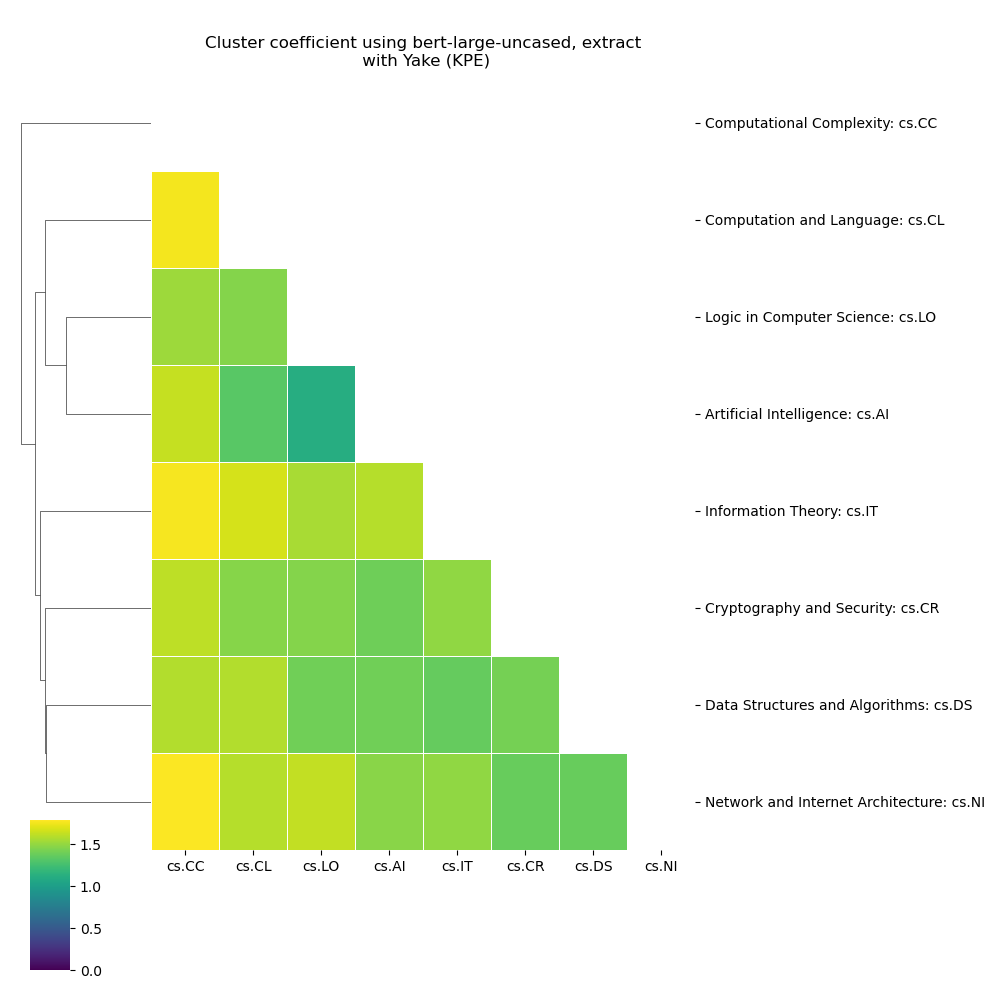 Cluster coefficient using bert-large-uncased, extract
with Yake (KPE)
Computational Complexity: cs.CC
Computation and Language: cs.CL
Logic in Computer Science: cs.LO
Artificial Intelligence: cs.AI
Information Theory: cs.IT
Cryptography and Security: cs.CR
Data Structures and Algorithms: cs.DS
Network and Internet Architecture: cs.NI
cs.CC cs.CL cs.LO cs.AI cs.IT cs.CR cs.DS cs.NI
1.5
1.0
0.5
0.0